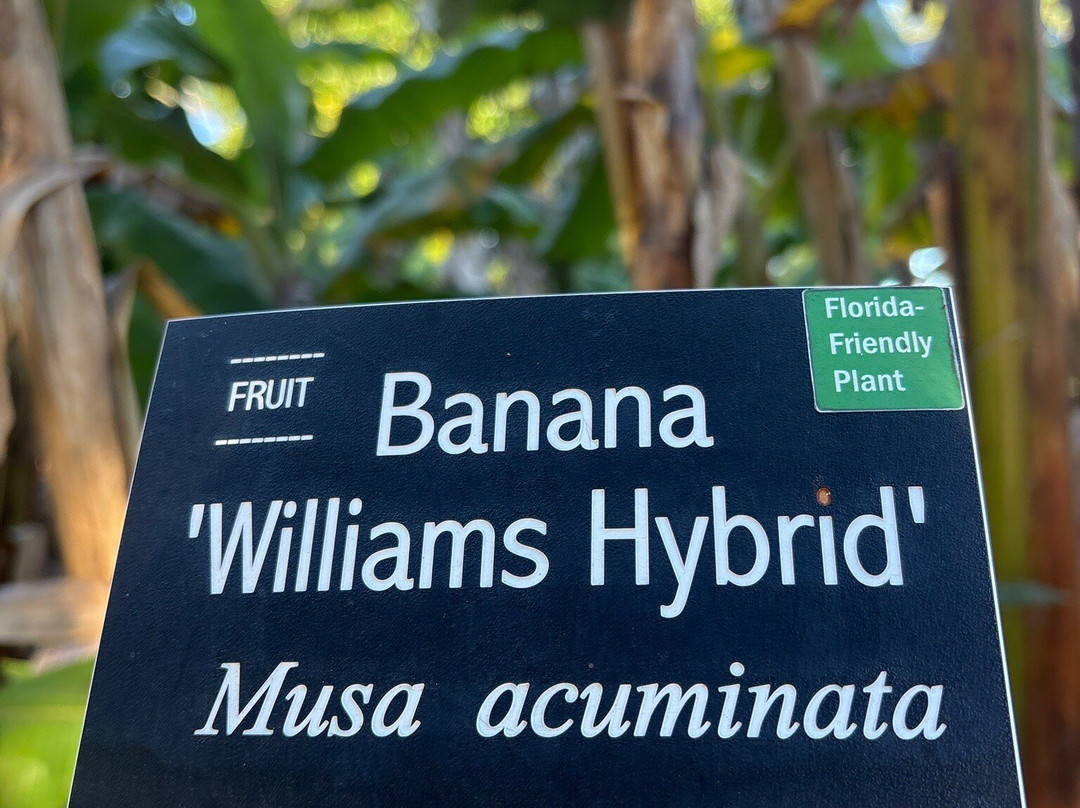 FRUIT
Banana
Florida-
Friendly
Plant
'Williams Hybrid'
Musa acuminata